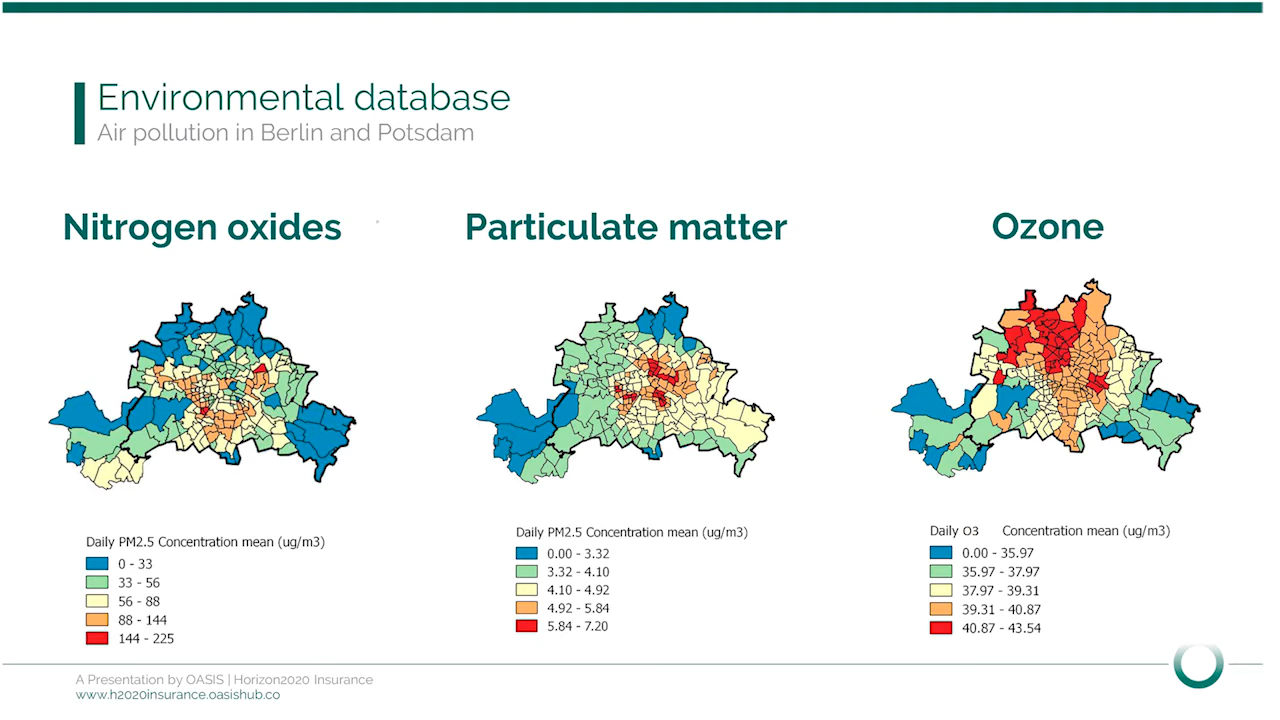 Environmental database
Air pollution in Berlin and Potsdam
Nitrogen oxides
Particulate matter
Ozone
Daily PM2.5 Concentration mean (ug/m3)
0 - 33
33 - 56
56 - 88
88 - 144
144 - 225
Daily PM2.5 Concentration mean (ug/m3)
0.00 - 3.32
3.32 - 4.10
4.10 - 4.92
4.92 - 5.84
5.84 - 7.20
Daily O3 Concentration mean (ug/m3)
0.00 - 35.97
35.97 - 37.97
37.97 - 39.31
39.31 - 40.87
40.87 - 43.54
A Presentation by OASIS | Horizon2020 Insurance
www.h2020insurance.oasishub.co